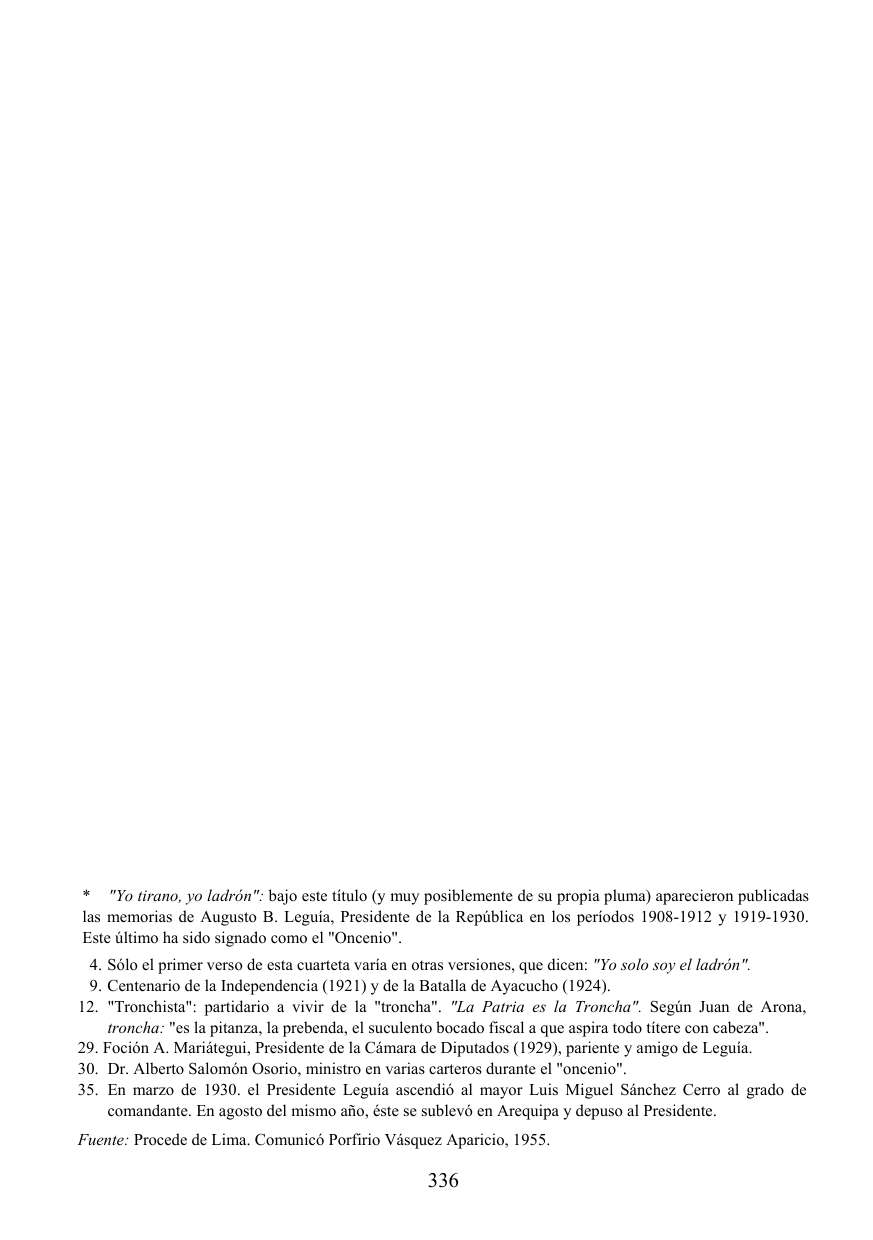 * "Yo tirano, yo ladrón": bajo este título (y muy posiblemente de su propia pluma) aparecieron publicadas
las memorias de Augusto B. Leguía, Presidente de la República en los períodos 1908-1912 y 1919-1930.
Este último ha sido signado como el "Oncenio".
4. Sólo el primer verso de esta cuarteta varía en otras versiones, que dicen: "Yo solo soy el ladrón".
9. Centenario de la Independencia (1921) y de la Batalla de Ayacucho (1924).
12. "Tronchista": partidario a vivir de la "troncha". "La Patria es la Troncha". Según Juan de Arona,
troncha: "es la pitanza, la prebenda, el suculento bocado fiscal a que aspira todo títere con cabeza".
29. Foción A. Mariátegui, Presidente de la Cámara de Diputados (1929), pariente y amigo de Leguía.
30. Dr. Alberto Salomón Osorio, ministro en varias carteros durante el "oncenio".
35. En marzo de 1930. el Presidente Leguía ascendió al mayor Luis Miguel Sánchez Cerro al grado de
comandante. En agosto del mismo año, éste se sublevó en Arequipa y depuso al Presidente.
Fuente: Procede de Lima. Comunicó Porfirio Vásquez Aparicio, 1955.
336